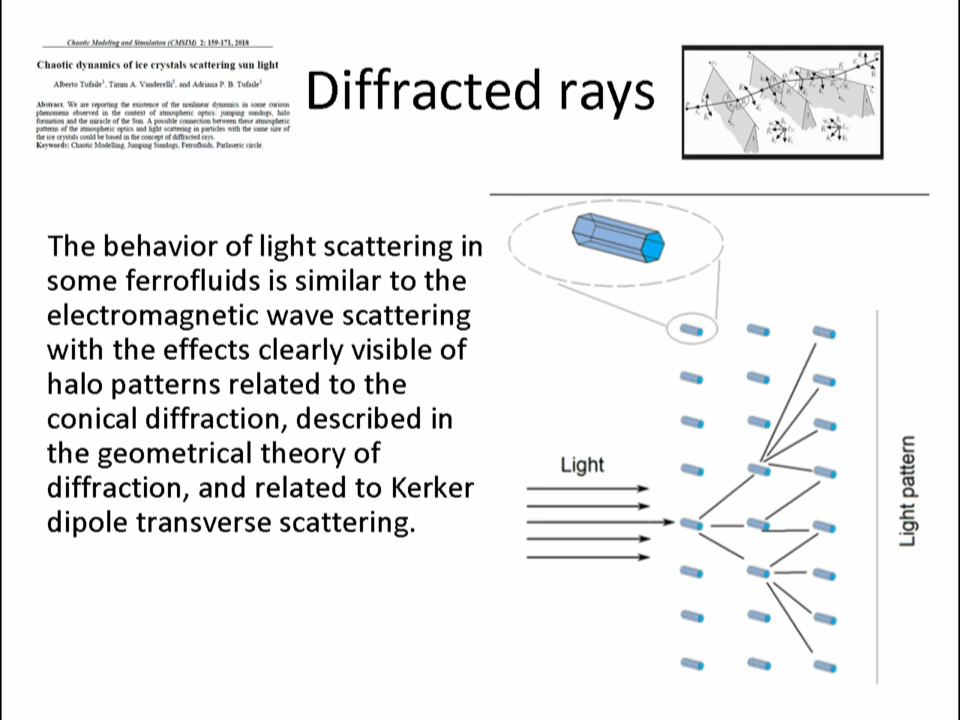 Chaotic Modeling and Simulation (CMSIM) 2: 159-171, 2018
Chaotic dynamics of ice crystals scattering sun light
Alberto Tufaile¹, Timm A. Vanderelli², and Adriana P. B. Tufaile¹
Abstract. We are reporting the existence of the nonlinear dynamics in some curious
phenomena observed in the context of atmospheric optics: jumping sundogs, halo
formation and the miracle of the Sun. A possible connection between these atmospheric
patterns of the atmospheric optics and light scattering in particles with the same size of
the ice crystals could be based in the concept of diffracted rays.
Keywords: Chaotic Modelling, Jumping Sundogs, Ferrofluids, Parlaseric circle.
Diffracted rays
The behavior of light scattering in
some ferrofluids is similar to the
electromagnetic wave scattering
with the effects clearly visible of
halo patterns related to the
conical diffraction, described in
the geometrical theory of
diffraction, and related to Kerker
dipole transverse scattering.
Light
Light pattern